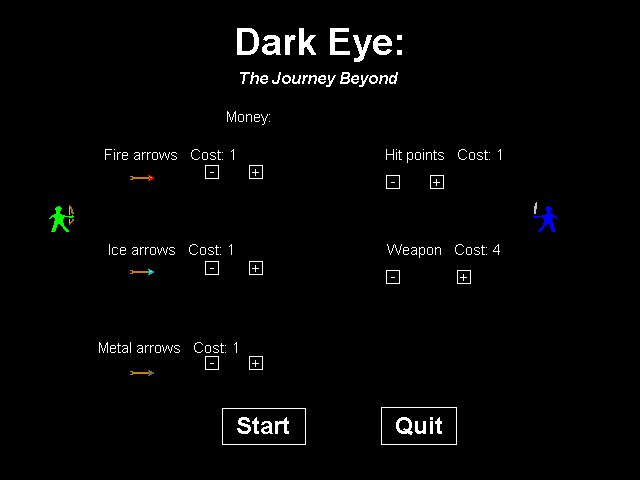 Dark Eye:
The Journey Beyond
Money:
Fire arrows Cost: 1
- +
Hit points Cost: 1
- +
Ice arrows Cost: 1
- +
Weapon Cost: 4
- +
Metal arrows Cost: 1
- +
Start
Quit